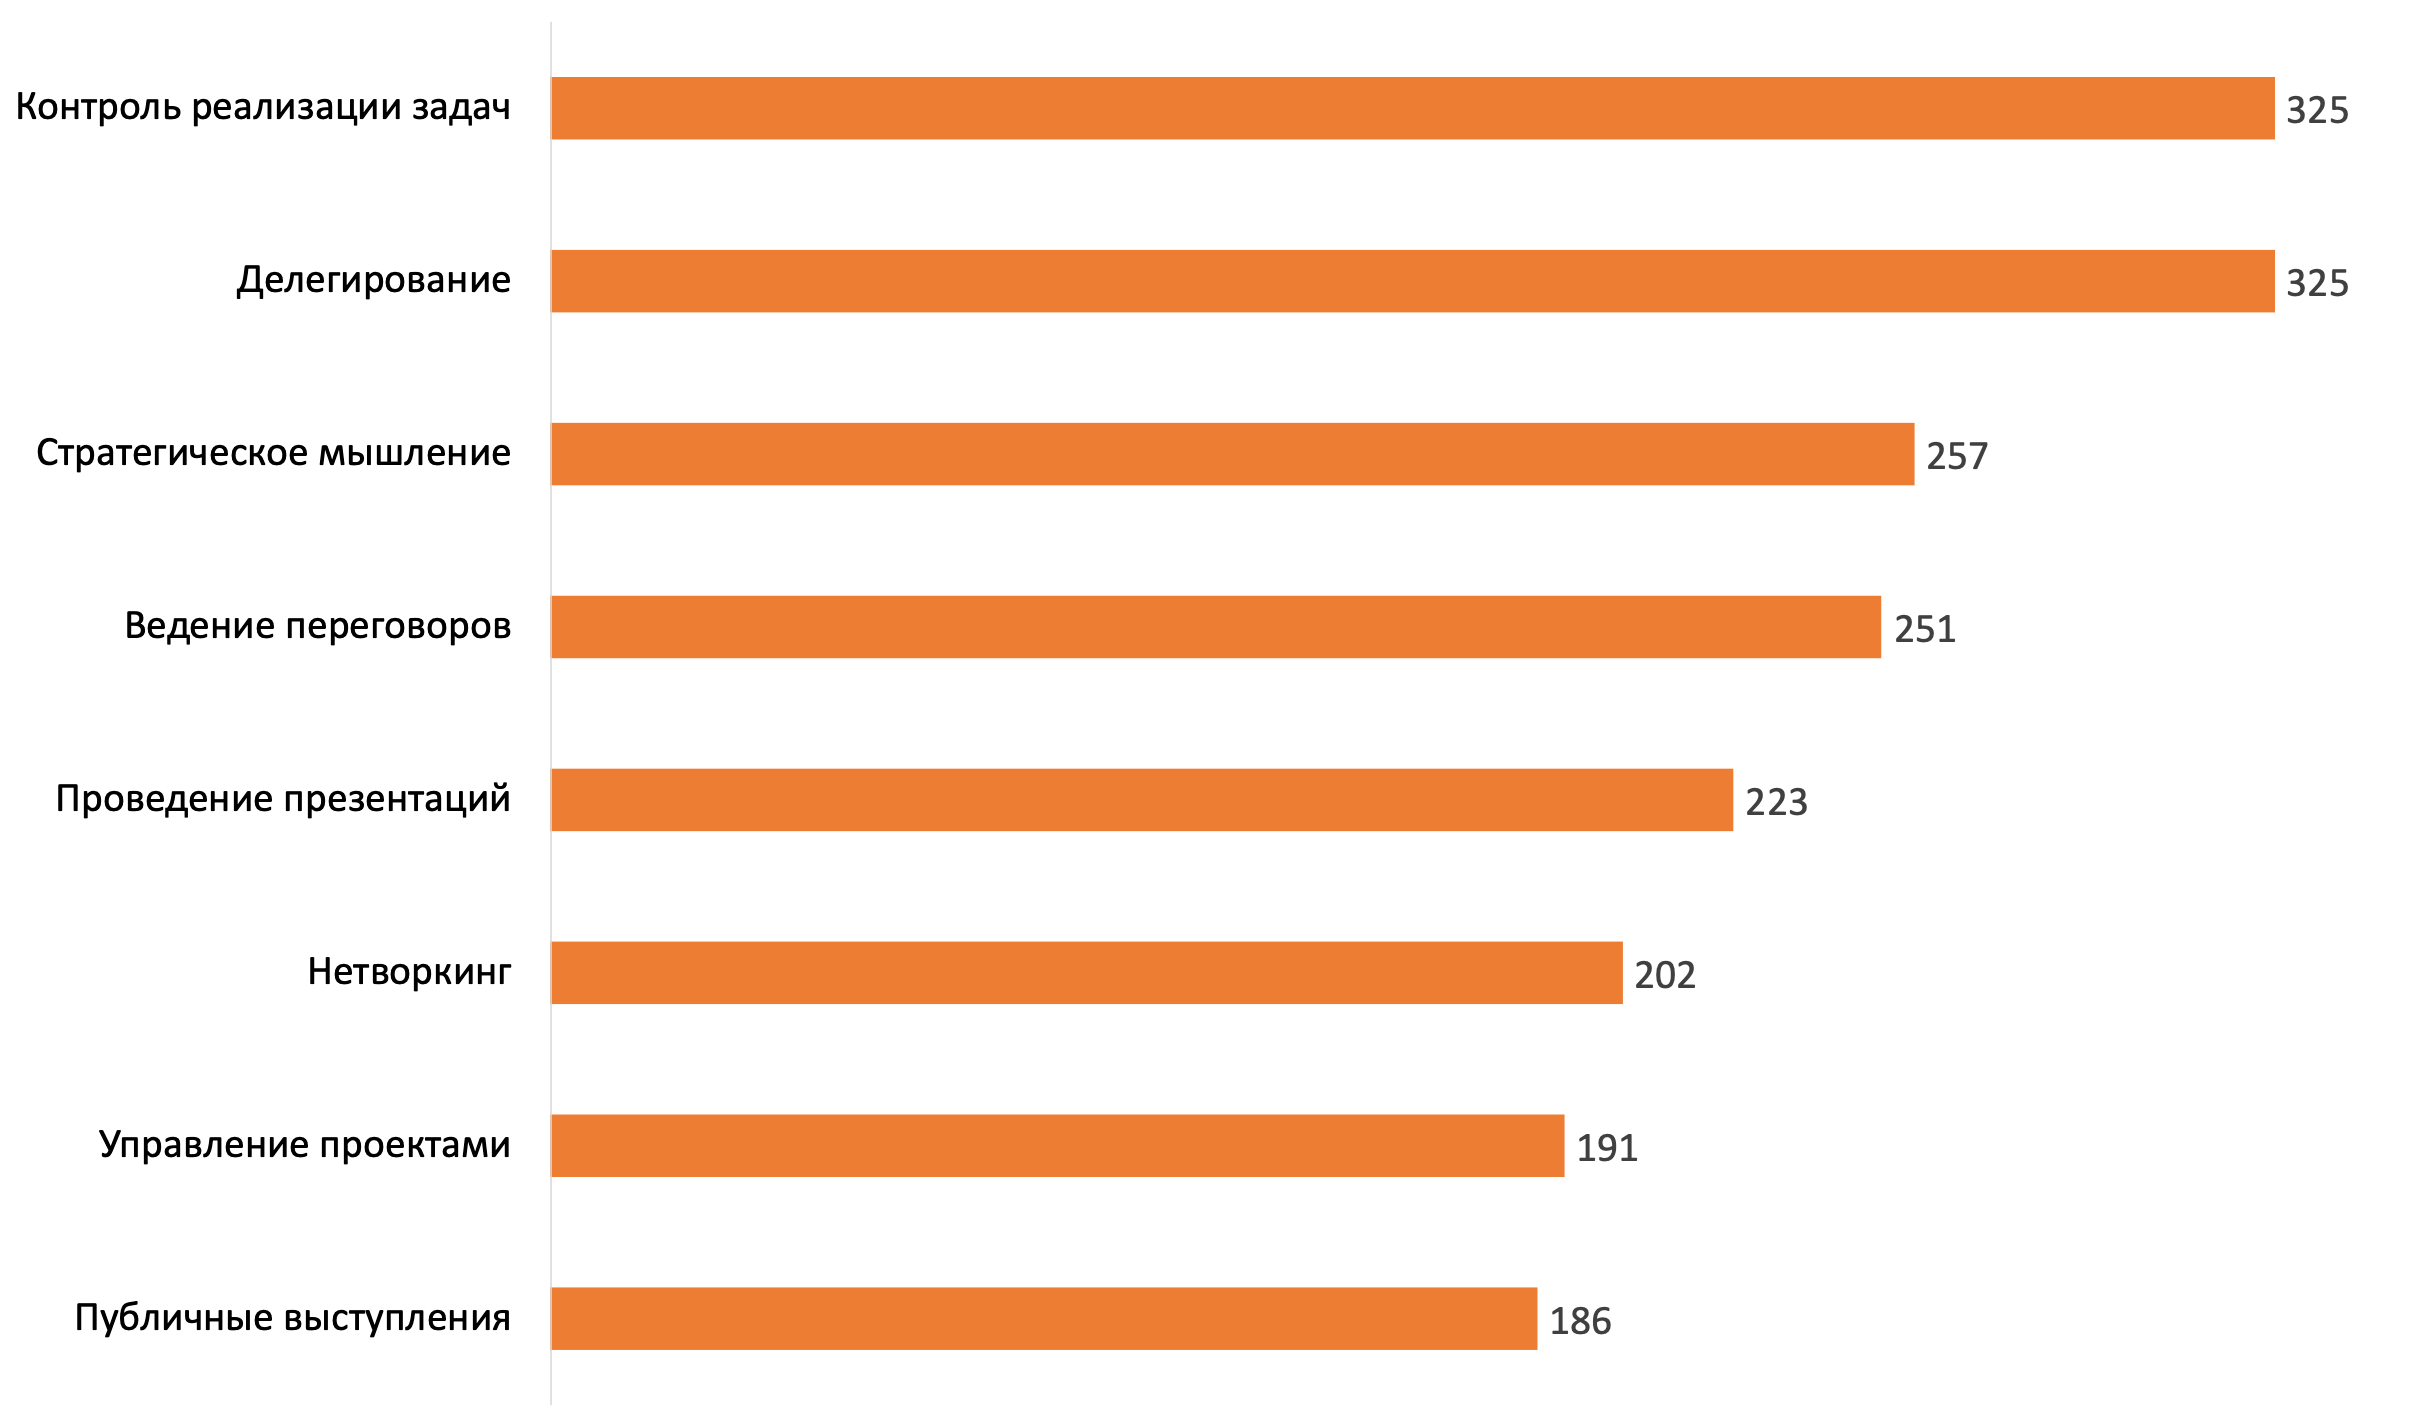 Контроль реализации задач 325
Делегирование 325
Стратегическое мышление 257
Ведение переговоров 251
Проведение презентаций 223
Нетворкинг 202
Управление проектами 191
Публичные выступления 186